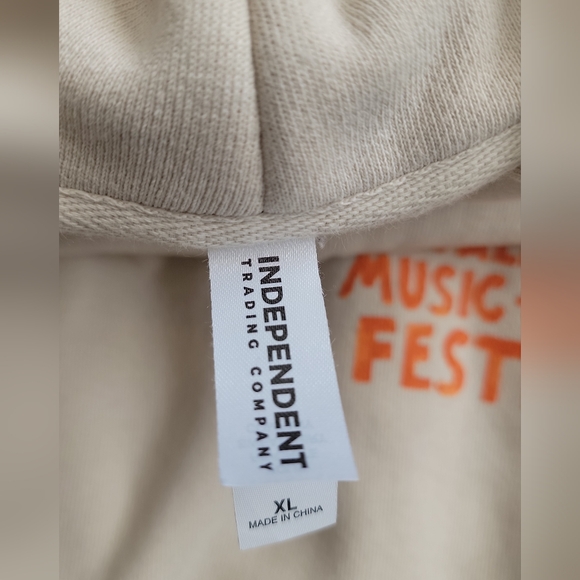 INDEPENDENT
TRADING COMPANY
XL
MADE IN CHINA
MUSIC
FEST